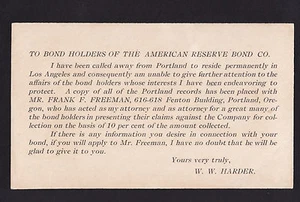 TO BOND HOLDERS OF THE AMERICAN RESERVE BOND CO.
I have been called away from Portland to reside permanently in
Los Angeles and consequently am unable to give further attention to the
affairs of the bond holders whose interests I have been endeavoring to
protect. A copy of all of the Portland records has been placed with
MR. FRANK F. FREEMAN, 616-618 Fenton Building, Portland, Ore-
gon, who has acted as my attorney and as attorney for a great many of
the bond holders in presenting their claims against the Company for col-
lection on the basis of 10 per cent of the amount collected.
If there is any information you desire in connection with your
bond, if you will apply to Mr. Freeman, I have no doubt that he will be
glad to give it to you.
Yours very truly,
W. W. HARDER.